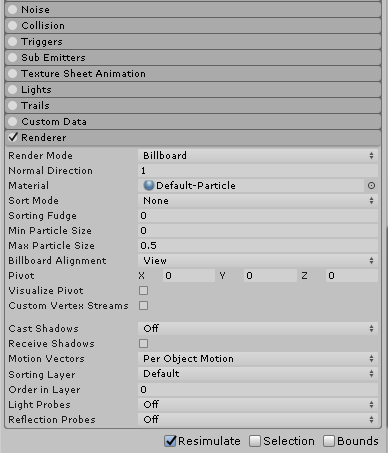 Noise
Collision
Triggers
Sub Emitters
Texture Sheet Animation
Lights
Trails
Custom Data
Renderer
Render Mode Billboard
Normal Direction 1
Material Default-Particle
Sort Mode None
Sorting Fudge 0
Min Particle Size 0
Max Particle Size 0.5
Billboard Alignment View
Pivot X 0 Y 0 Z 0
Visualize Pivot
Custom Vertex Streams
Cast Shadows Off
Receive Shadows
Motion Vectors Per Object Motion
Sorting Layer Default
Order in Layer 0
Light Probes Off
Reflection Probes Off
Resimulate Selection Bounds